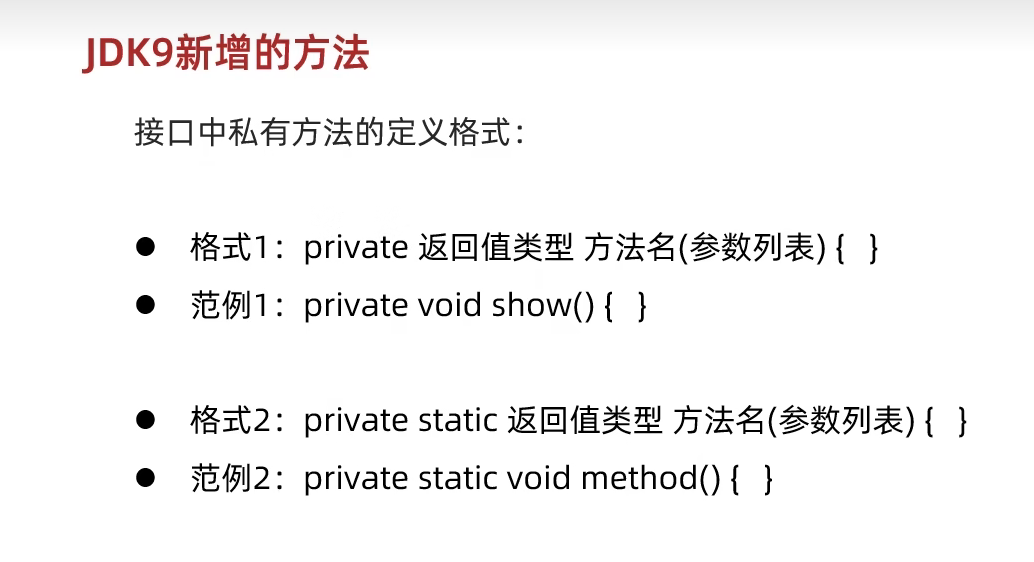 JDK9新增的方法
接口中私有方法的定义格式：
● 格式1：private 返回值类型 方法名(参数列表) { }
● 范例1：private void show() { }
● 格式2：private static 返回值类型 方法名(参数列表) { }
● 范例2：private static void method() { }